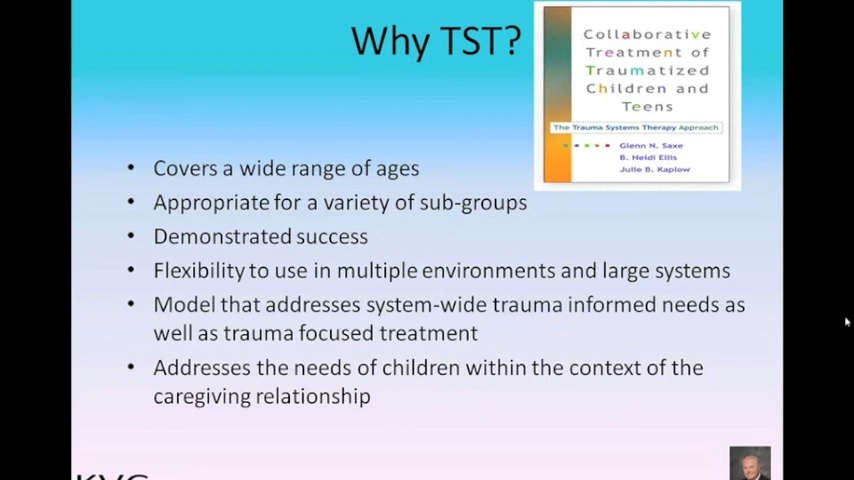 Why TST?
Collaborative
Treatment of
Traumatized
Children and
Teens
The Trauma Systems Therapy Approach
Glenn N. Saxe
B. Heidi Ellis
Julie B. Kaplow
• Covers a wide range of ages
• Appropriate for a variety of sub-groups
• Demonstrated success
• Flexibility to use in multiple environments and large systems
• Model that addresses system-wide trauma informed needs as
well as trauma focused treatment
• Addresses the needs of children within the context of the
caregiving relationship